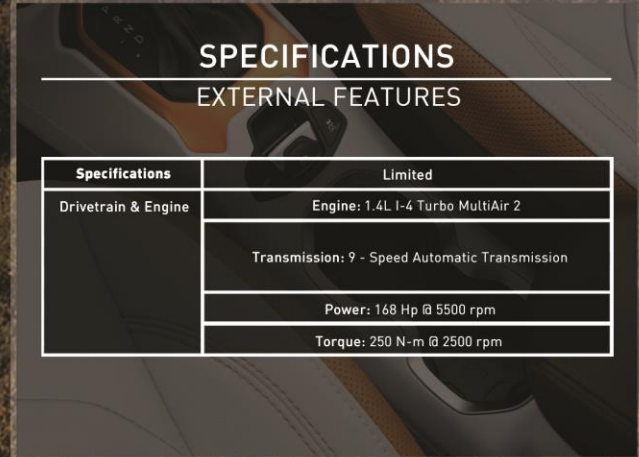 SPECIFICATIONS
EXTERNAL FEATURES
Specifications
Limited
Drivetrain & Engine
Engine: 1.4L I-4 Turbo MultiAir 2
Transmission: 9 - Speed Automatic Transmission
Power: 168 Hp @ 5500 rpm
Torque: 250 N-m @ 2500 rpm